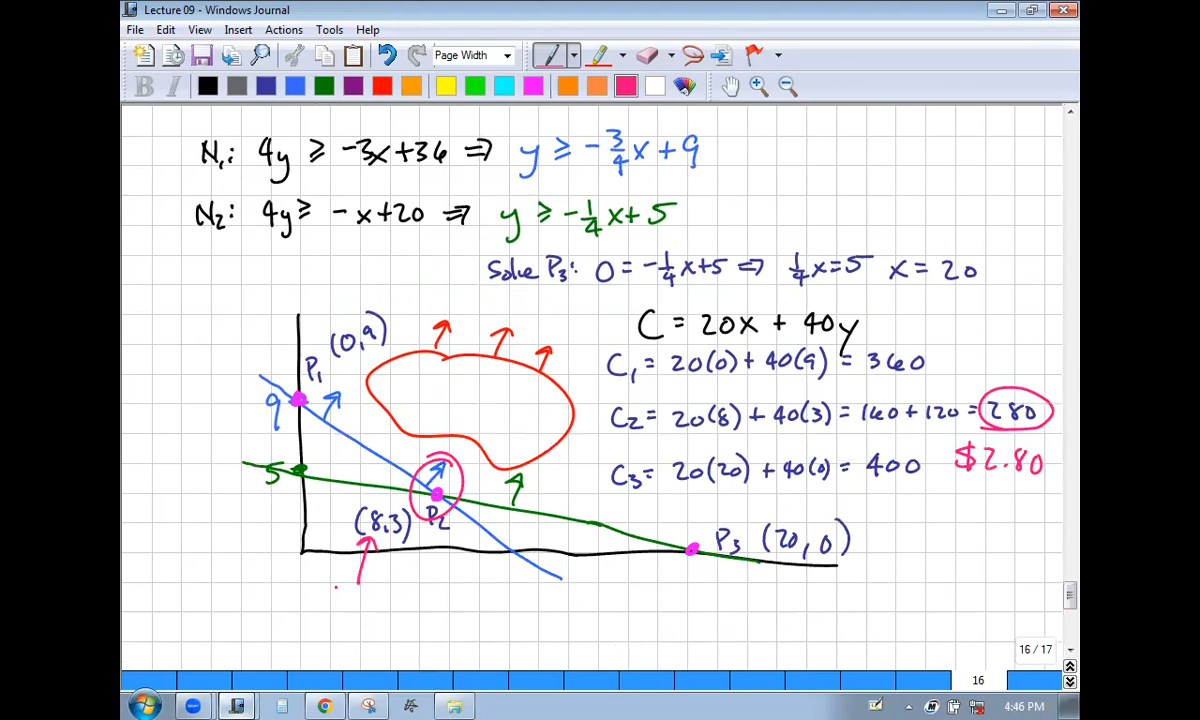 Lecture 09 - Windows Journal
File Edit View Insert Actions Tools Help
Page Width
B I
N₁: 4y ≥ -3x+36 ⇒ y ≥ -3/4x + 9
N₂: 4y ≥ -x+20 ⇒ y ≥ -1/4x + 5
Solve P₃: 0 = -1/4x+5 ⇒ 1/4x=5 x = 20
C = 20x + 40y
C₁ = 20(0) + 40(9) = 360
C₂ = 20(8) + 40(3) = 160 + 120 = 280
$2.80
C₃ = 20(20) + 40(0) = 400
P₁ (0,9)
9
5
(8,3) P₂
P₃ (20,0)
16 / 17
16
4:46 PM